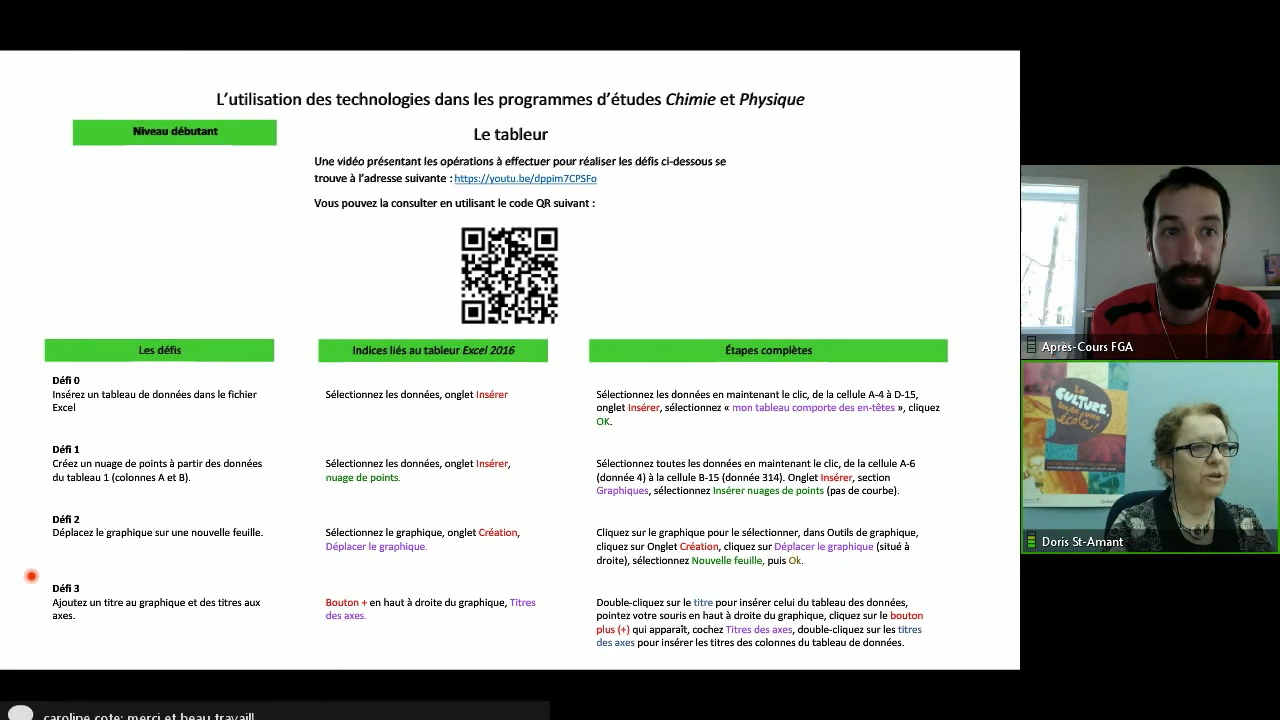 L'utilisation des technologies dans les programmes d'études Chimie et Physique
Niveau débutant
Le tableur
Une vidéo présentant les opérations à effectuer pour réaliser les défis ci-dessous se
trouve à l'adresse suivante : https://youtu.be/dppim7CPSFo
Vous pouvez la consulter en utilisant le code QR suivant :
Les défis
Indices liés au tableur Excel 2016
Étapes complètes
Défi 0
Insérez un tableau de données dans le fichier
Excel
Sélectionnez les données, onglet Insérer
Sélectionnez les données en maintenant le clic, de la cellule A-4 à D-15,
onglet Insérer, sélectionnez « mon tableau comporte des en-têtes », cliquez
OK.
Défi 1
Créez un nuage de points à partir des données
du tableau 1 (colonnes A et B).
Sélectionnez les données, onglet Insérer,
nuage de points.
Sélectionnez toutes les données en maintenant le clic, de la cellule A-6
(donnée 4) à la cellule B-15 (donnée 314). Onglet Insérer, section
Graphiques, sélectionnez Insérer nuages de points (pas de courbe).
Défi 2
Déplacez le graphique sur une nouvelle feuille.
Sélectionnez le graphique, onglet Création,
Déplacer le graphique.
Cliquez sur le graphique pour le sélectionner, dans Outils de graphique,
cliquez sur Onglet Création, cliquez sur Déplacer le graphique (situé à
droite), sélectionnez Nouvelle feuille, puis Ok.
Défi 3
Ajoutez un titre au graphique et des titres aux
axes.
Bouton + en haut à droite du graphique, Titres
des axes.
Double-cliquez sur le titre pour insérer celui du tableau des données,
pointez votre souris en haut à droite du graphique, cliquez sur le bouton
plus (+) qui apparaît, cochez Titres des axes, double-cliquez sur les titres
des axes pour insérer les titres des colonnes du tableau de données.
Après-Cours FGA
La
CULTURE,
toute une
école!
Doris St-Amant
caroline cote: merci et beau travail!